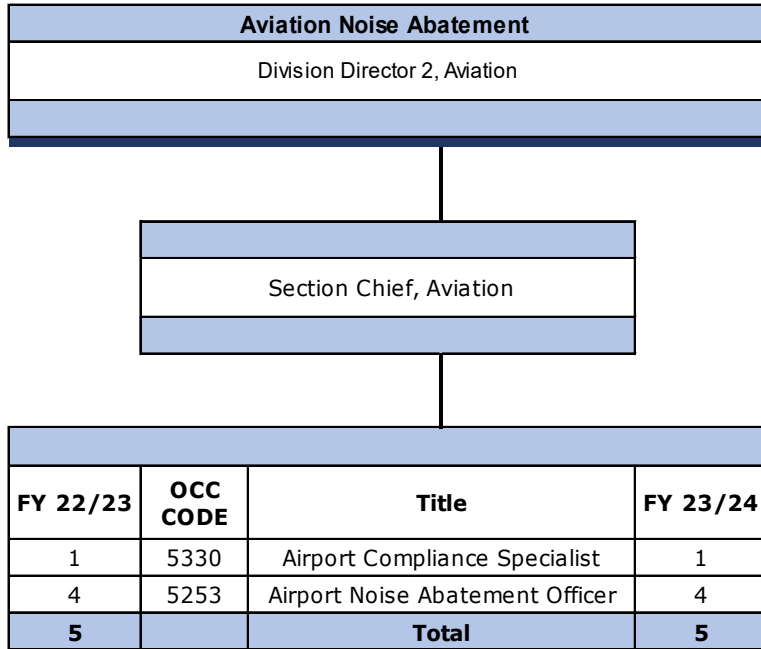 Aviation Noise Abatement
Division Director 2, Aviation
Section Chief, Aviation
FY 22/23 OCC CODE Title FY 23/24
1 5330 Airport Compliance Specialist 1
4 5253 Airport Noise Abatement Officer 4
5 Total 5